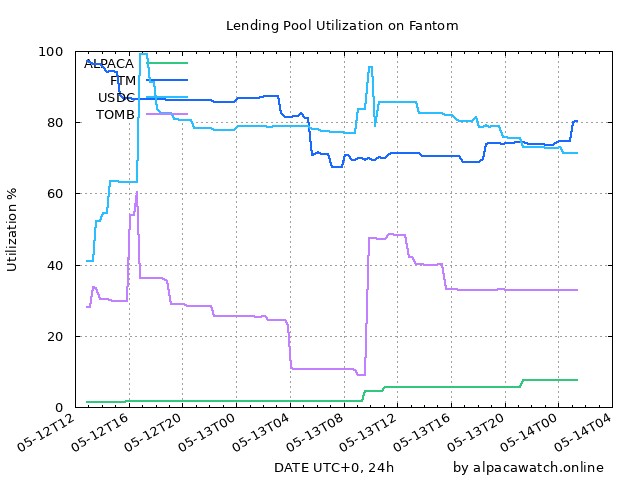 Lending Pool Utilization on Fantom
100
80
60
40
20
0
Utilization %
ALPACA
FTM
USDC
TOMB
05-12T12
05-12T16
05-12T20
05-13T00
05-13T04
05-13T08
05-13T12
05-13T16
05-13T20
05-14T00
05-14T04
DATE UTC+0, 24h
by alpacawatch.online